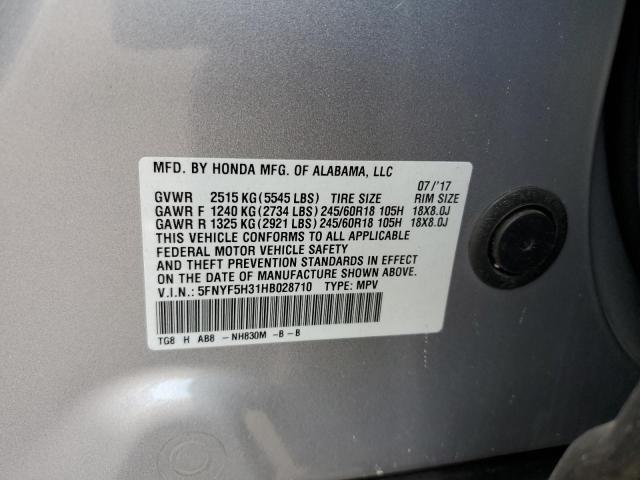 MFD. BY HONDA MFG. OF ALABAMA, LLC 07/'17
GVWR 2515 KG(5545 LBS) TIRE SIZE RIM SIZE
GAWR F 1240 KG(2734 LBS)245/60R18 105H 18X8.0J
GAWR R 1325 KG(2921 LBS)245/60R18 105H 18X8.0J
THIS VEHICLE CONFORMS TO ALL APPLICABLE
FEDERAL MOTOR VEHICLE SAFETY
AND THEFT PREVENTION STANDARDS IN EFFECT
ON THE DATE OF MANUFACTURE SHOWN ABOVE.
V.I.N.: 5FNYF5H31HB028710 TYPE: MPV
TG8 H AB8 -NH830M -B -B